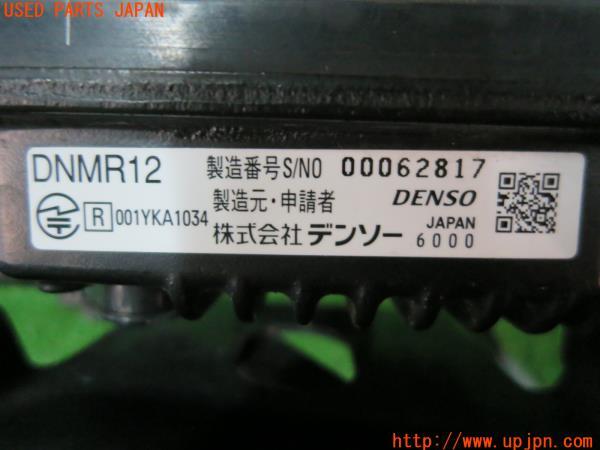 USED PARTS JAPAN
DNMR12
製造番号S/NO 00062817
R 001YKA1034
製造元・申請者 DENSO
株式会社 デンソー JAPAN
6000
http://www.upjpn.com/